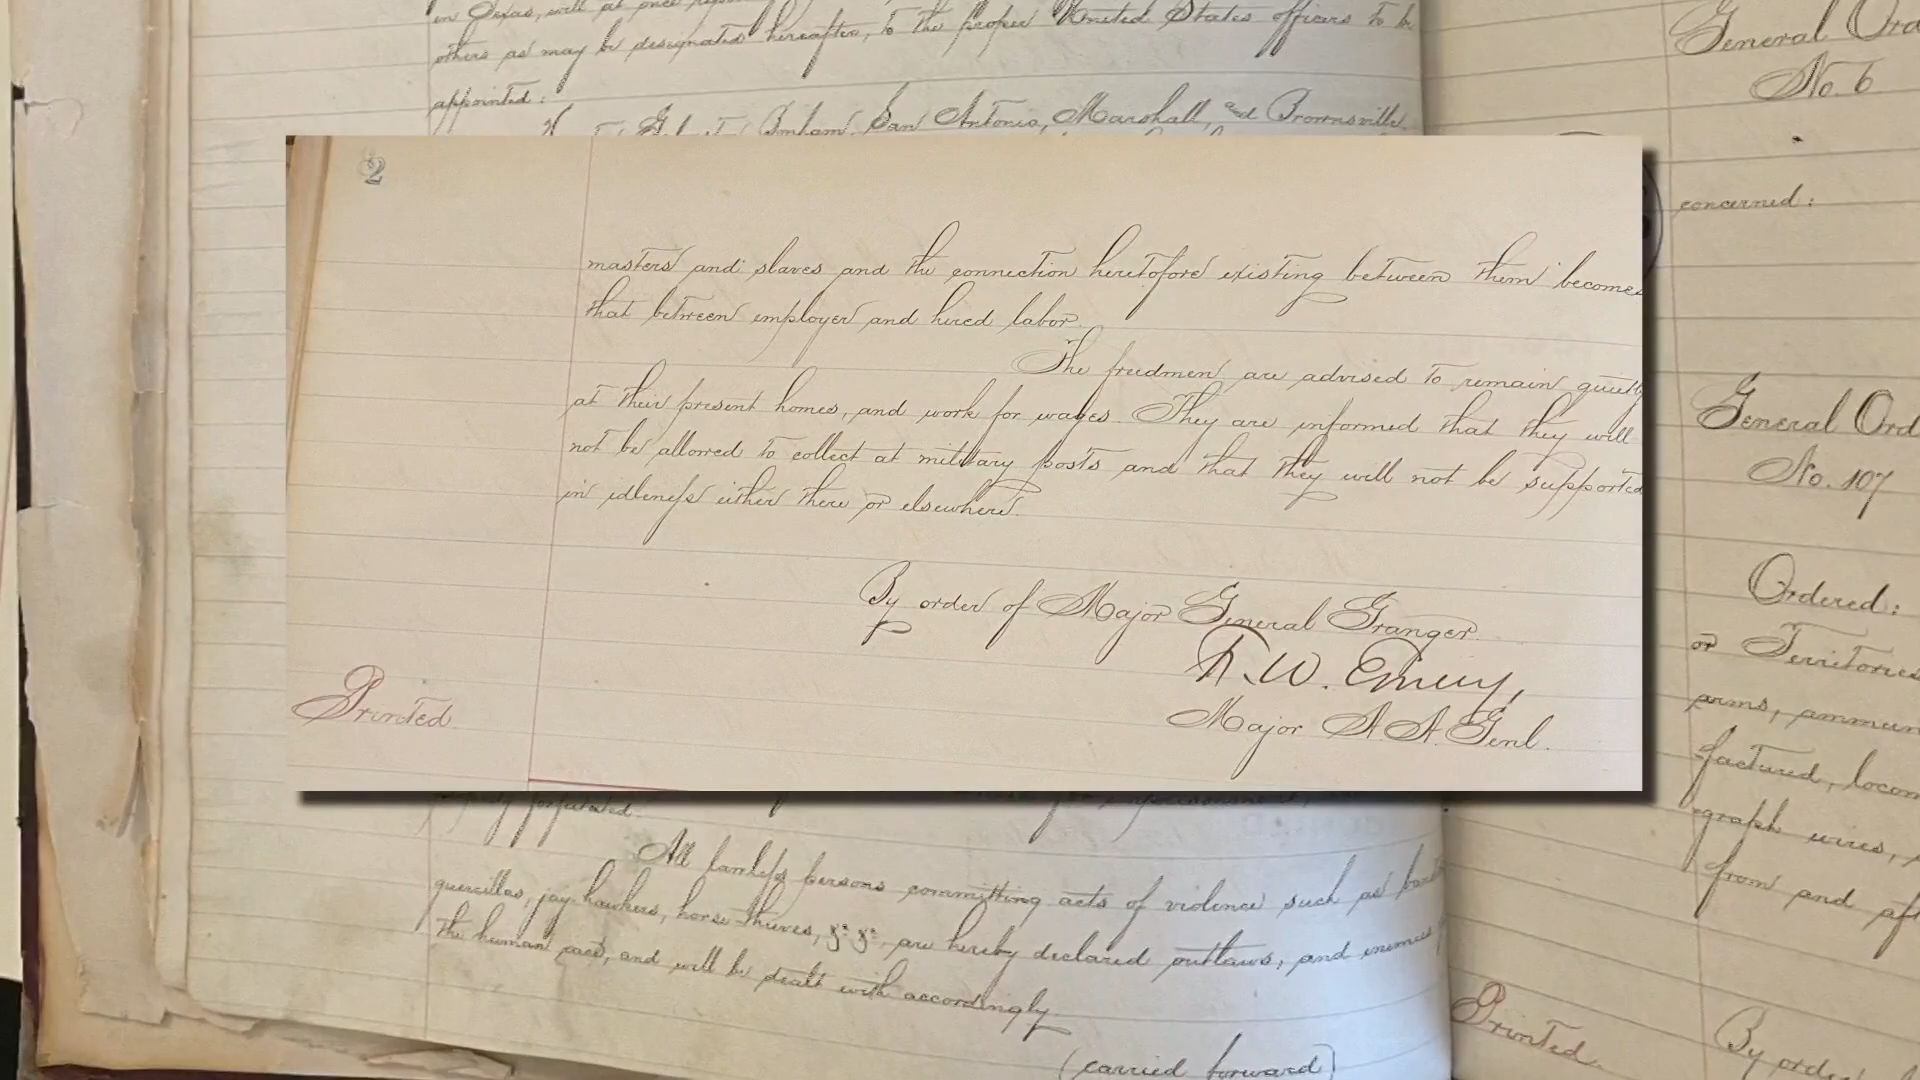 in Texas, will at once
others as may be designated hereafter, to the proper United States officers to be
appointed:
San Antonio, Marshall, and Brownsville.
2
masters and slaves and the connection heretofore existing between them becomes
that between employer and hired labor.
The freedmen are advised to remain quietly
at their present homes, and work for wages. They are informed that they will
not be allowed to collect at military posts and that they will not be supported
in idleness either there or elsewhere.
By order of Major General Granger.
F. W. Emery,
Major A. A. Genl.
Printed
forfeited.
All lawless persons committing acts of violence such as
guerillas, jay-hawkers, horse-thieves, &c. &c., are hereby declared outlaws, and enemies
the human race, and will be dealt with accordingly
(carried forward)
General Ord
No. 6
concerned:
General Ord
No. 107
Ordered:
or Territories
arms, ammun
factured, locom
egraph wires,
from and aft
Printed.
By order